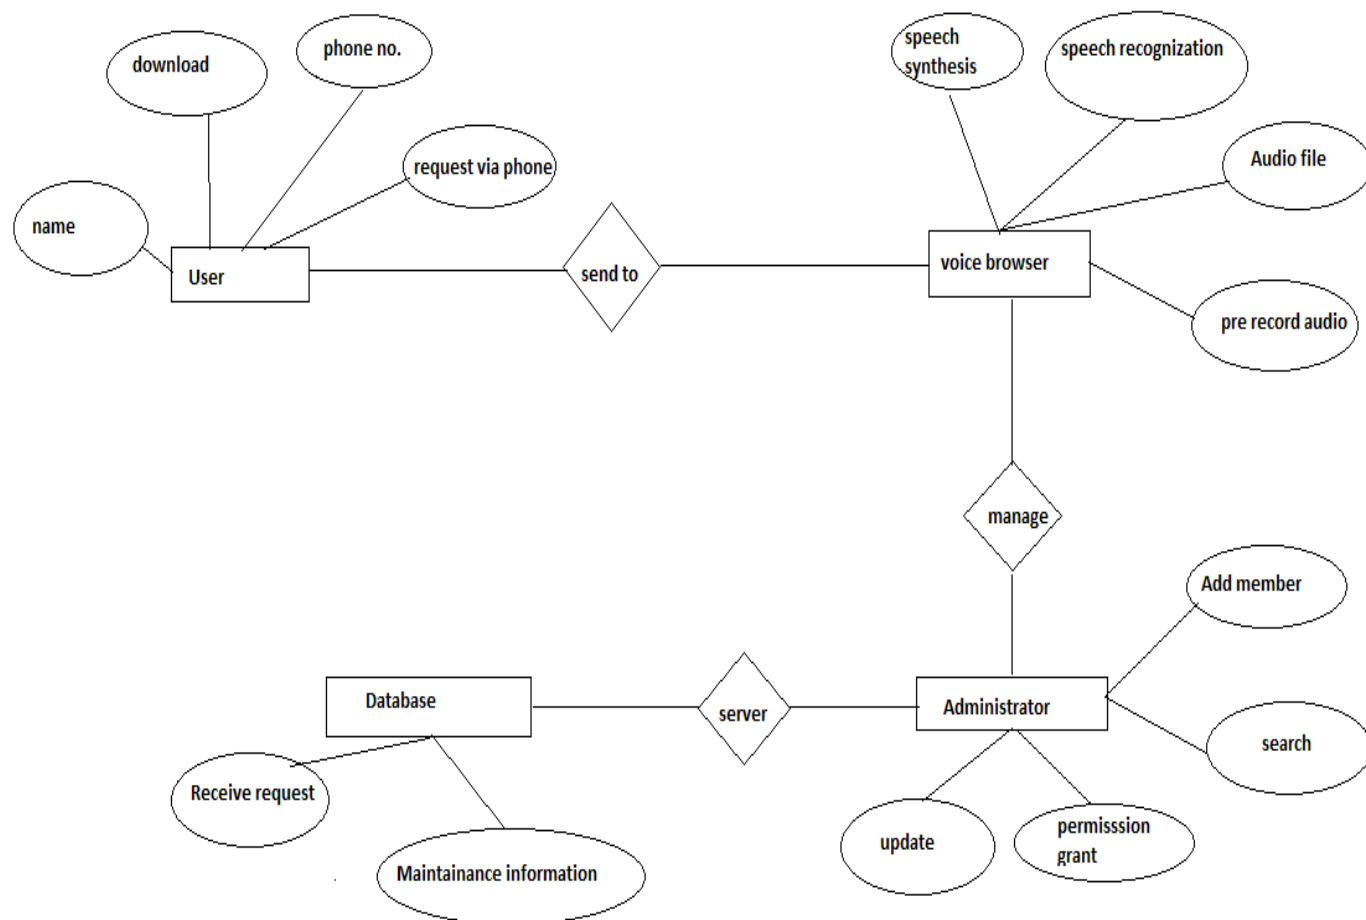 download
phone no.
speech
synthesis
speech recognization
request via phone
Audio file
name
User
send to
voice browser
pre record audio
manage
Add member
Database
server
Administrator
search
Receive request
update
permisssion
grant
Maintainance information